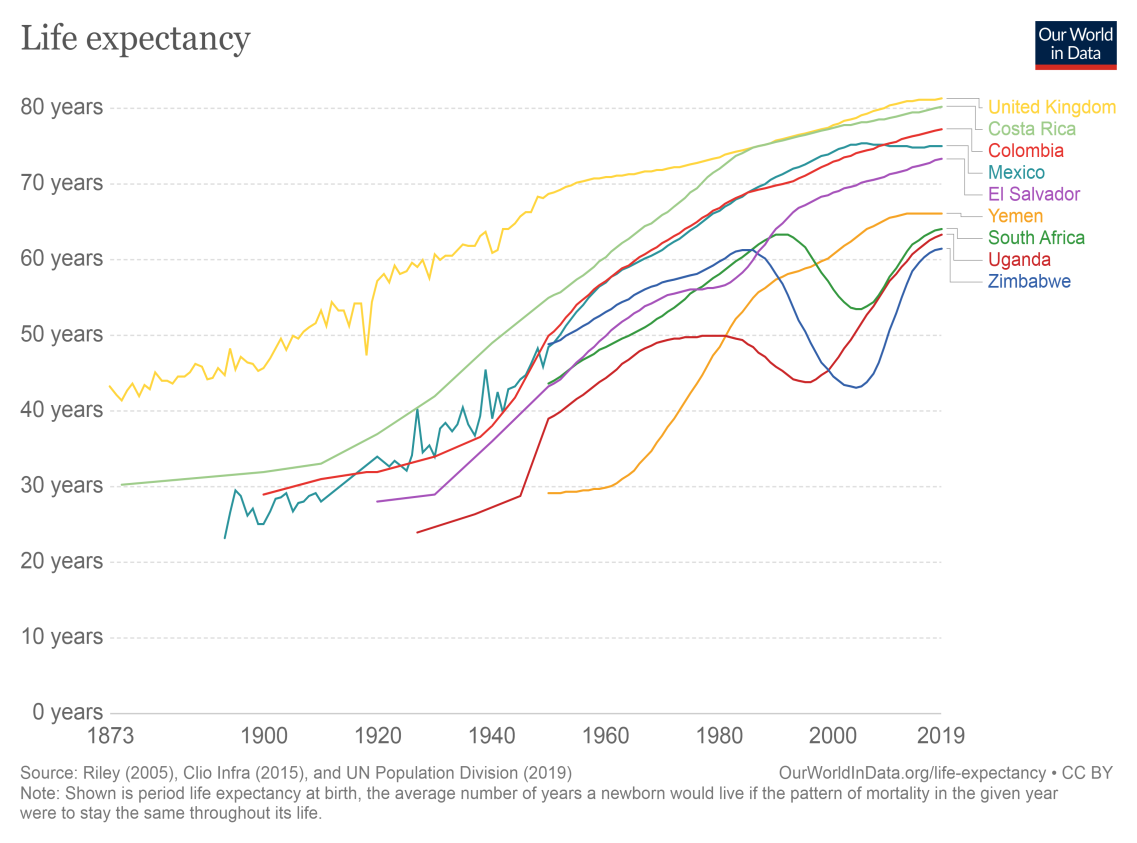 Life expectancy
Our World
in Data
80 years
70 years
60 years
50 years
40 years
30 years
20 years
10 years
0 years
1873
1900
1920
1940
1960
1980
2000
2019
United Kingdom
Costa Rica
Colombia
Mexico
El Salvador
Yemen
South Africa
Uganda
Zimbabwe
Source: Riley (2005), Clio Infra (2015), and UN Population Division (2019)
OurWorldInData.org/life-expectancy • CC BY
Note: Shown is period life expectancy at birth, the average number of years a newborn would live if the pattern of mortality in the given year
were to stay the same throughout its life.